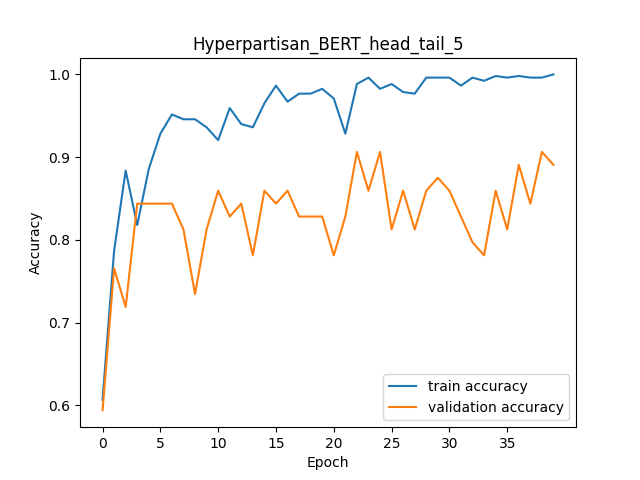 Hyperpartisan_BERT_head_tail_5
1.0
0.9
0.8
0.7
0.6
Accuracy
train accuracy
validation accuracy
0 5 10 15 20 25 30 35
Epoch